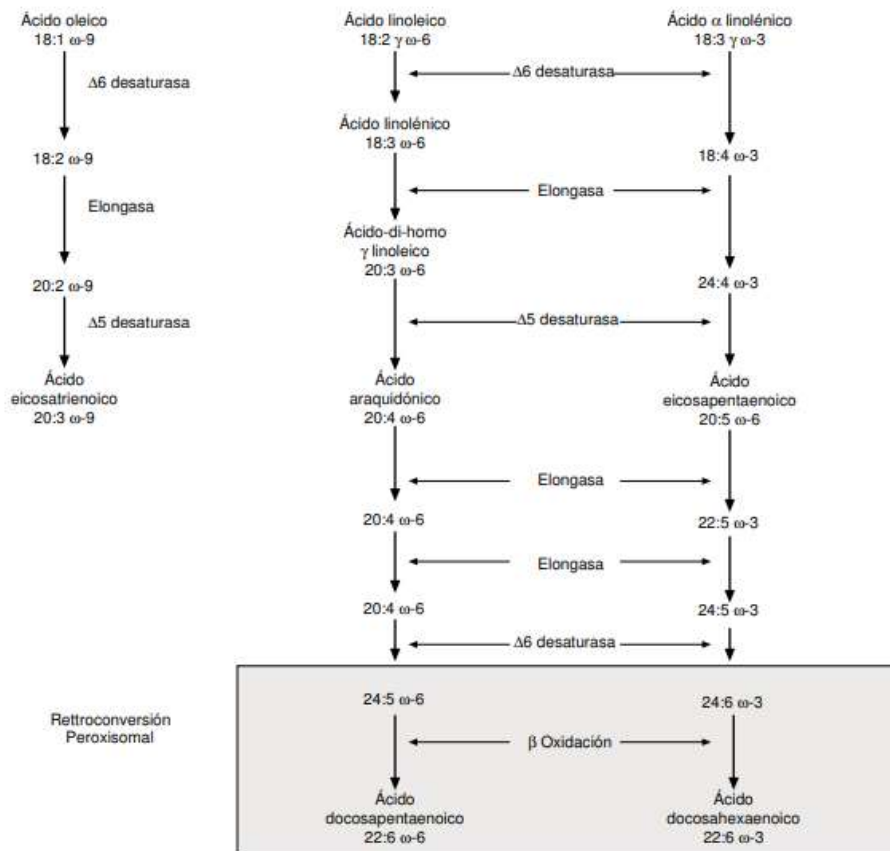 Ácido oleico
18:1 ω-9
Δ6 desaturasa
18:2 ω-9
Elongasa
20:2 ω-9
Δ5 desaturasa
Ácido
eicosatrienoico
20:3 ω-9
Ácido linoleico
18:2 γ ω-6
Ácido α linolénico
18:3 γ ω-3
Δ6 desaturasa
Ácido linolénico
18:3 ω-6
18:4 ω-3
Elongasa
Ácido-di-homo
γ linoleico
20:3 ω-6
24:4 ω-3
Δ5 desaturasa
Ácido
araquidónico
20:4 ω-6
Ácido
eicosapentaenoico
20:5 ω-6
Elongasa
20:4 ω-6
22:5 ω-3
Elongasa
20:4 ω-6
24:5 ω-3
Δ6 desaturasa
Rettroconversión
Peroxisomal
24:5 ω-6
24:6 ω-3
β Oxidación
Ácido
docosapentaenoico
22:6 ω-6
Ácido
docosahexaenoico
22:6 ω-3